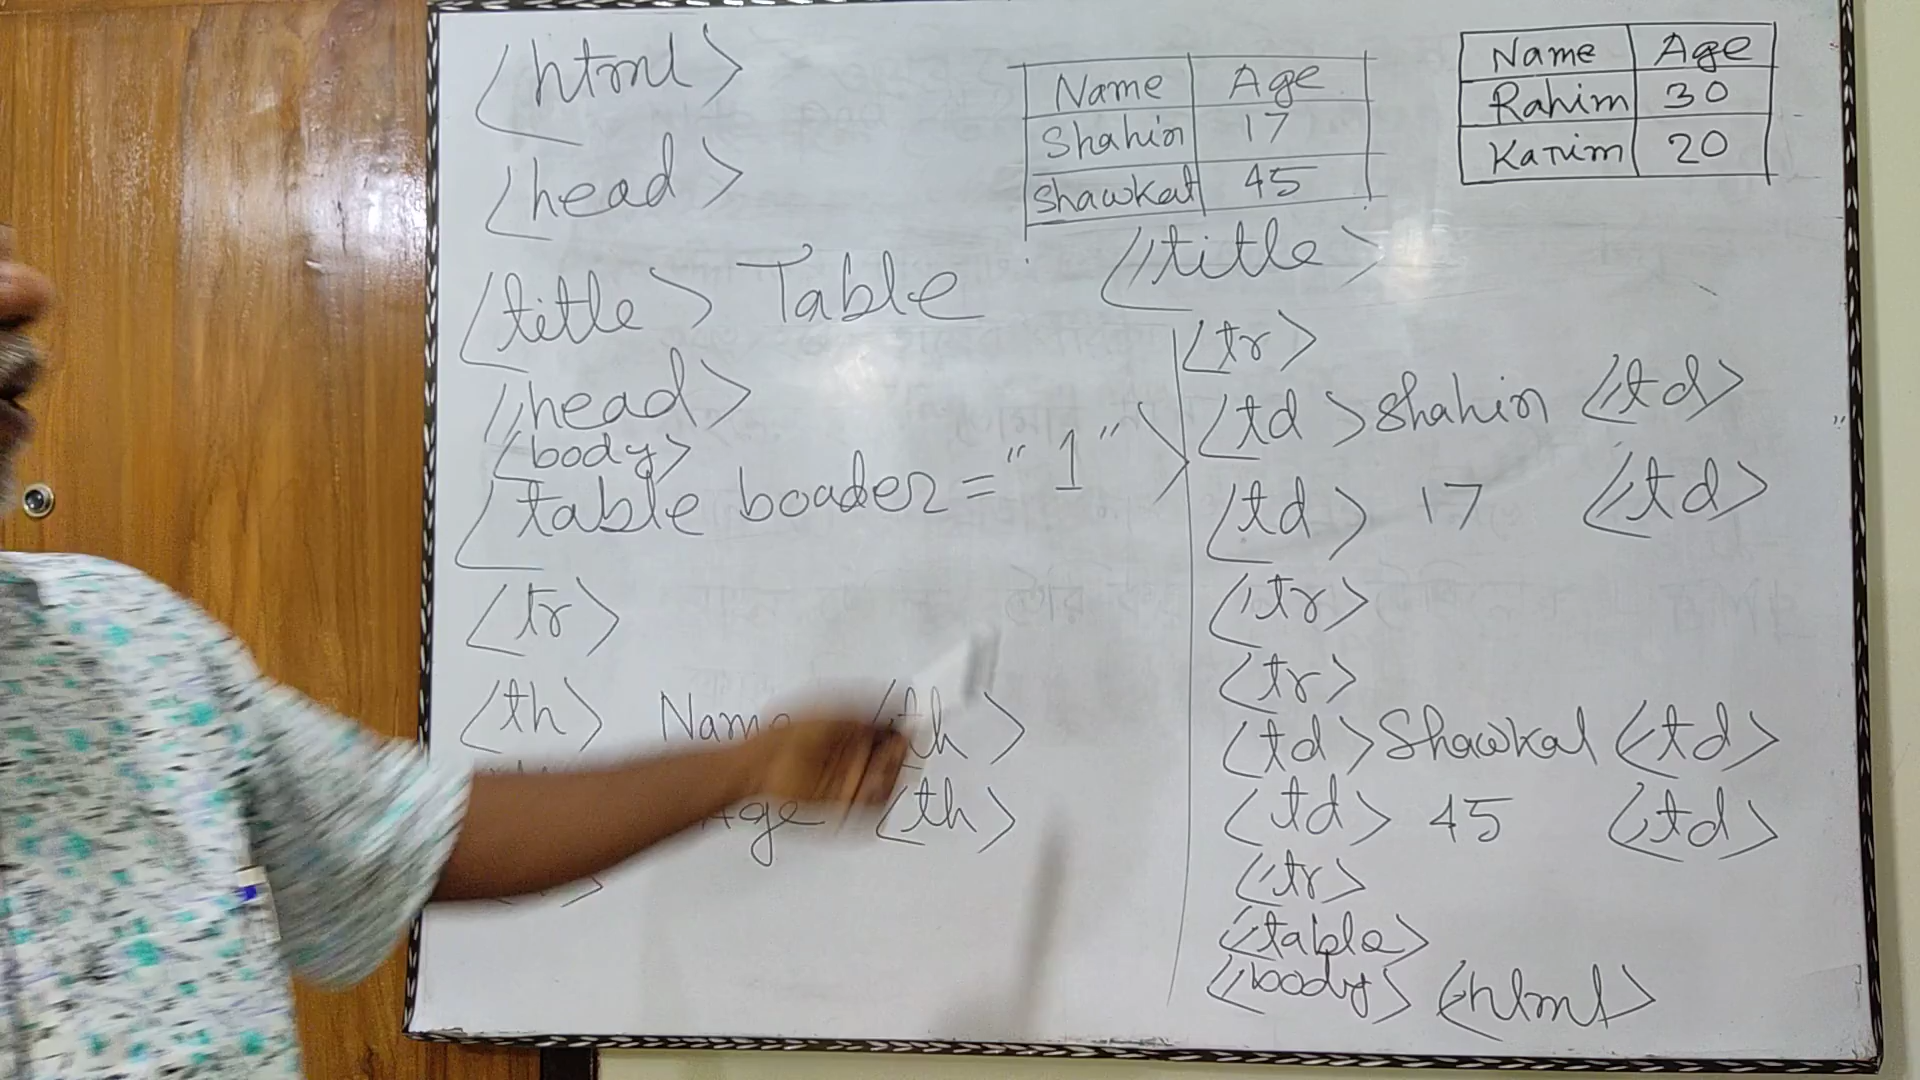 <html>
<head>
<title> Table </title>
</head>
<body>
<table boader="1">
<tr>
<th> Name </th>
Age </th>
Name Age
Shahin 17
Shawkat 45
Name Age
Rahim 30
Karim 20
<tr>
<td> Shahin </td>
<td> 17 </td>
</tr>
<tr>
<td> Shawkat </td>
<td> 45 </td>
</tr>
</table>
</body> </html>